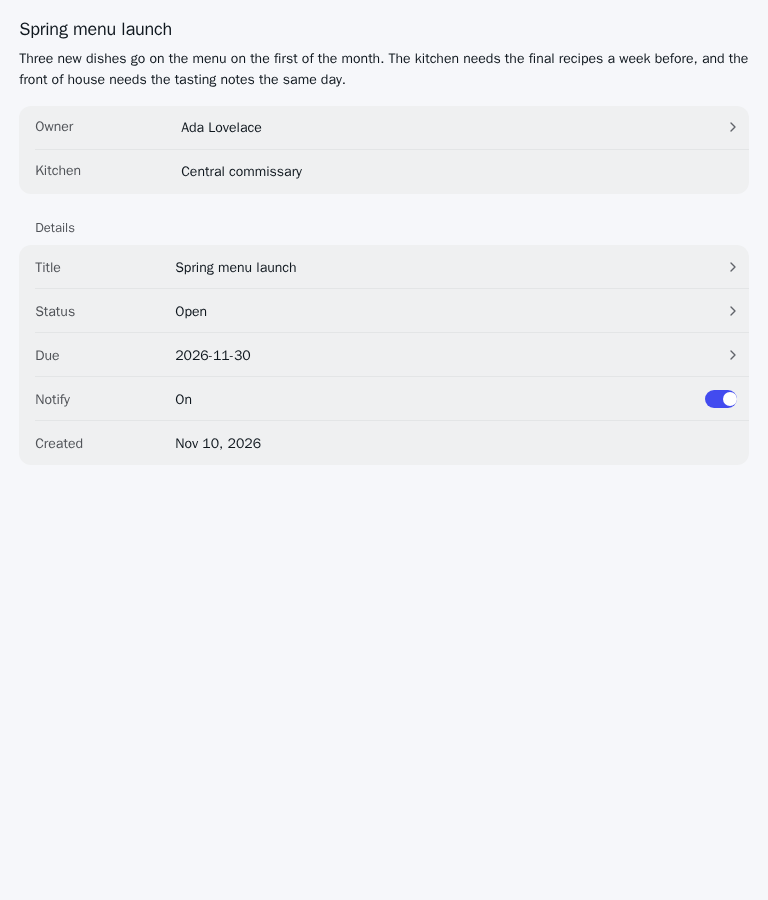 Spring menu launch
Three new dishes go on the menu on the first of the month. The kitchen needs the final recipes a week before, and the
front of house needs the tasting notes the same day.
Owner Ada Lovelace
Kitchen Central commissary
Details
Title Spring menu launch
Status Open
Due 2026-11-30
Notify On
Created Nov 10, 2026